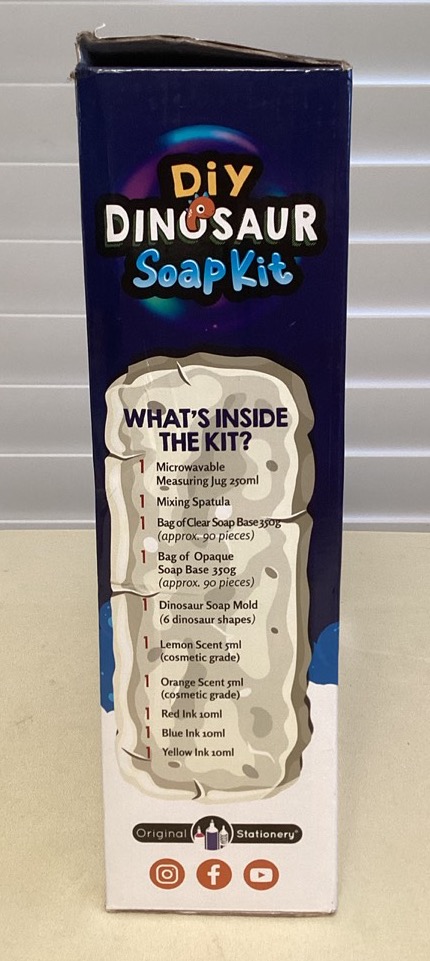 DiY
DINOSAUR
Soap Kit
WHAT'S INSIDE
THE KIT?
1 Microwavable
Measuring Jug 250ml
1 Mixing Spatula
1 Bag of Clear Soap Base 350g
(approx. 90 pieces)
1 Bag of Opaque
Soap Base 350g
(approx. 90 pieces)
1 Dinosaur Soap Mold
(6 dinosaur shapes)
1 Lemon Scent 5ml
(cosmetic grade)
1 Orange Scent 5ml
(cosmetic grade)
1 Red Ink 10ml
1 Blue Ink 10ml
1 Yellow Ink 10ml
Original Stationery®